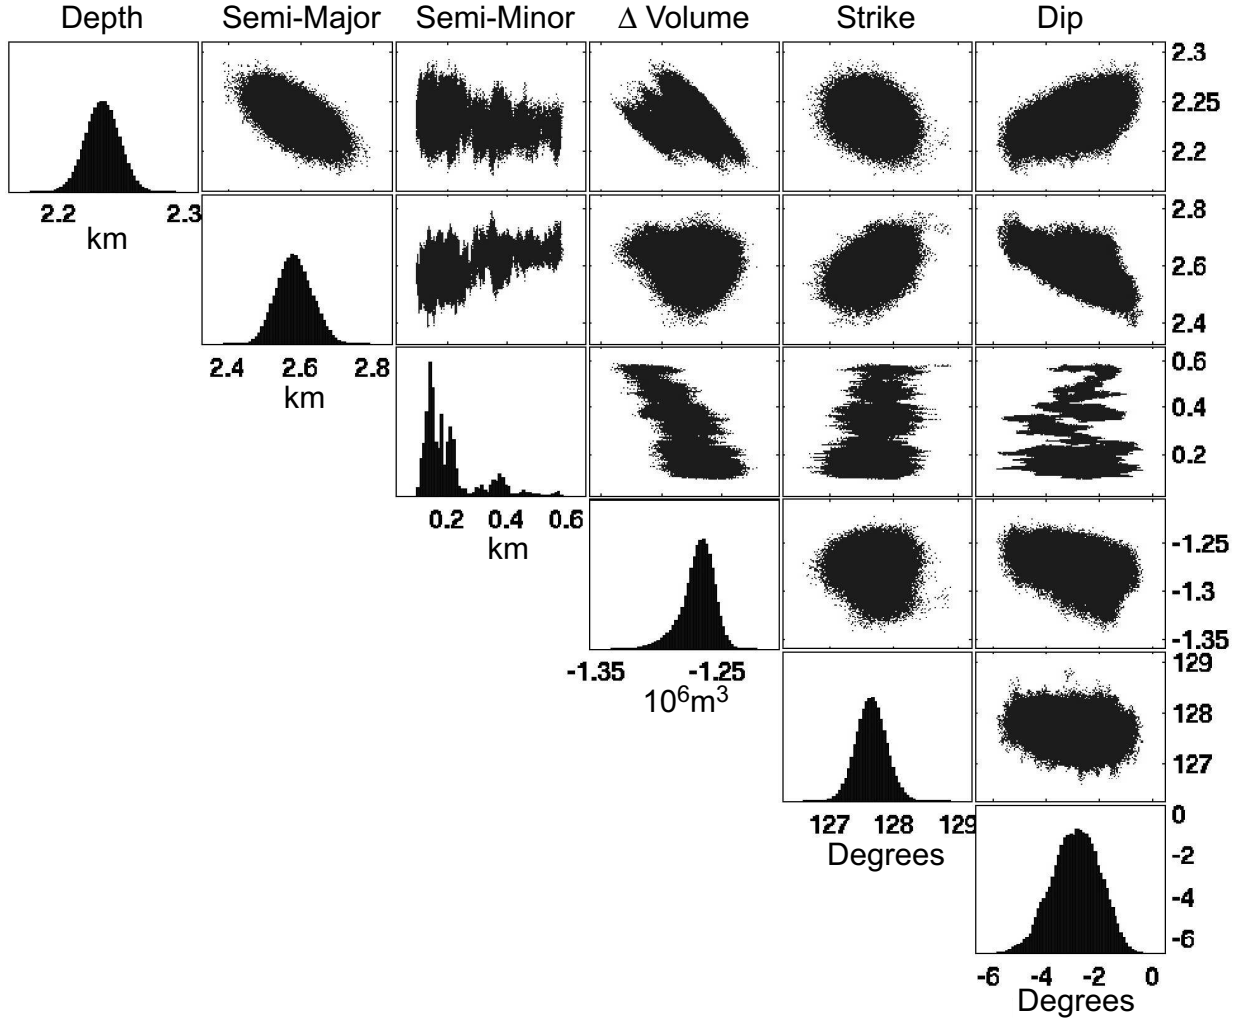 Depth Semi-Major Semi-Minor Δ Volume Strike Dip
2.3
2.25
2.2
2.2 2.3
km
2.8
2.6
2.4
2.4 2.6 2.8
km
0.6
0.4
0.2
0.2 0.4 0.6
km
-1.25
-1.3
-1.35
-1.35 -1.25
10⁶m³
129
128
127
127 128 129
Degrees
0
-2
-4
-6
-6 -4 -2 0
Degrees